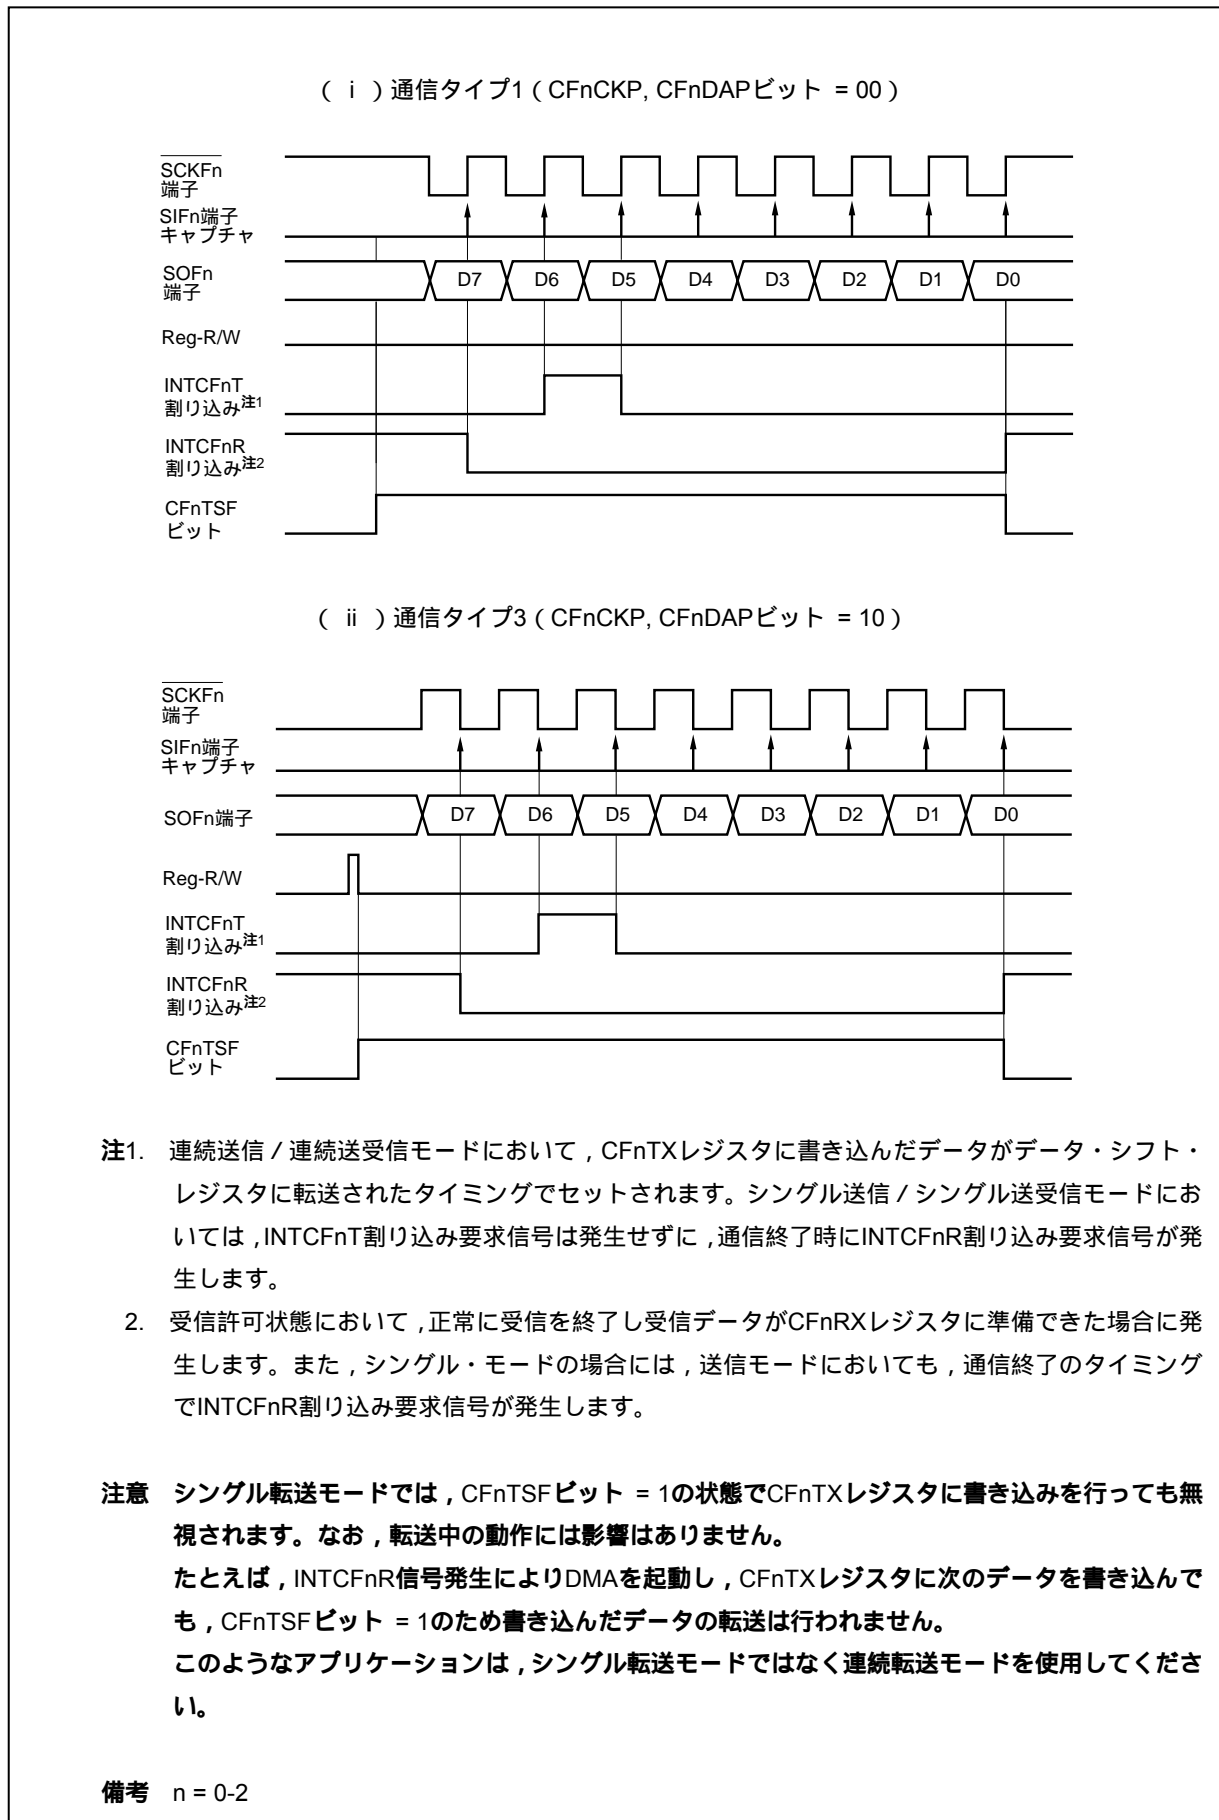 ( i )通信タイプ1(CFnCKP, CFnDAPビット = 00)
SCKFn
端子
SIFn端子
キャプチャ
SOFn
端子
D7 D6 D5 D4 D3 D2 D1 D0
Reg-R/W
INTCFnT
割り込み注1
INTCFnR
割り込み注2
CFnTSF
ビット
( ii )通信タイプ3(CFnCKP, CFnDAPビット = 10)
SCKFn
端子
SIFn端子
キャプチャ
SOFn端子
D7 D6 D5 D4 D3 D2 D1 D0
Reg-R/W
INTCFnT
割り込み注1
INTCFnR
割り込み注2
CFnTSF
ビット
注1. 連続送信/連続送受信モードにおいて,CFnTXレジスタに書き込んだデータがデータ・シフト・
レジスタに転送されたタイミングでセットされます。シングル送信/シングル送受信モードにお
いては,INTCFnT割り込み要求信号は発生せずに,通信終了時にINTCFnR割り込み要求信号が発
生します。
2. 受信許可状態において,正常に受信を終了し受信データがCFnRXレジスタに準備できた場合に発
生します。また,シングル・モードの場合には,送信モードにおいても,通信終了のタイミング
でINTCFnR割り込み要求信号が発生します。
注意 シングル転送モードでは,CFnTSFビット = 1の状態でCFnTXレジスタに書き込みを行っても無
視されます。なお,転送中の動作には影響はありません。
たとえば,INTCFnR信号発生によりDMAを起動し,CFnTXレジスタに次のデータを書き込んで
も,CFnTSFビット = 1のため書き込んだデータの転送は行われません。
このようなアプリケーションは,シングル転送モードではなく連続転送モードを使用してくださ
い。
備考 n = 0-2